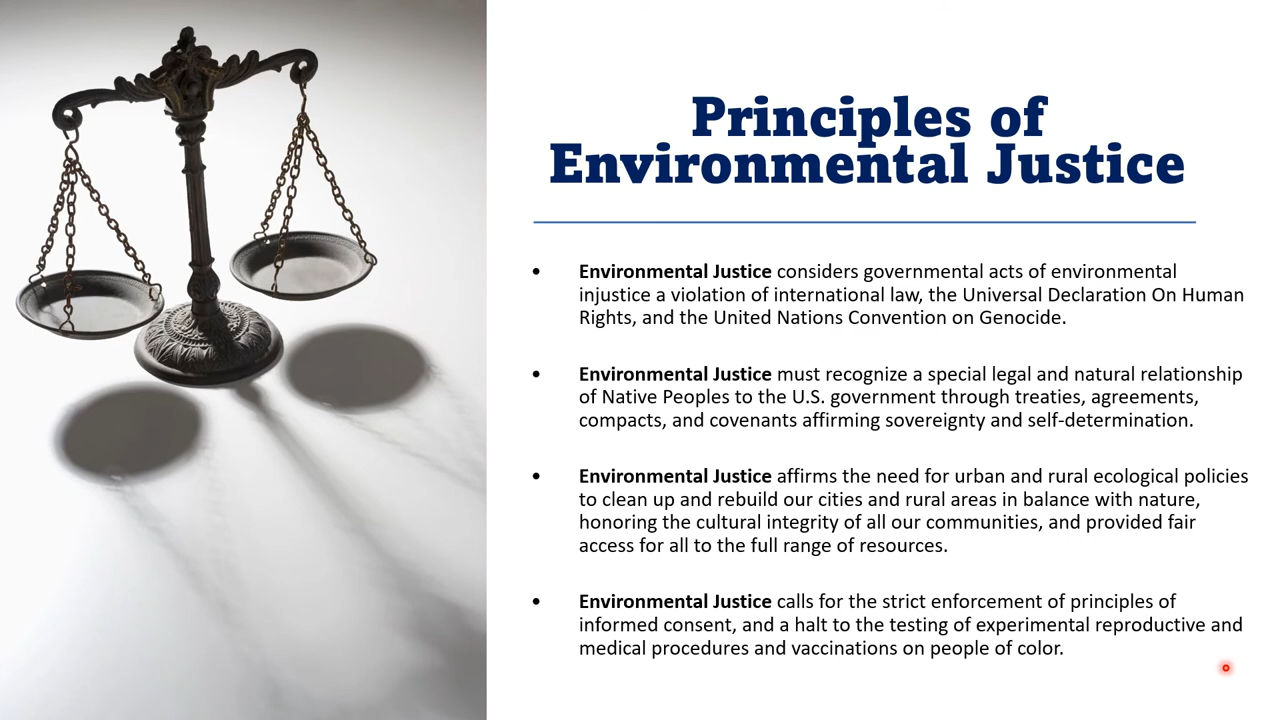 Principles of
Environmental Justice
• Environmental Justice considers governmental acts of environmental
injustice a violation of international law, the Universal Declaration On Human
Rights, and the United Nations Convention on Genocide.
• Environmental Justice must recognize a special legal and natural relationship
of Native Peoples to the U.S. government through treaties, agreements,
compacts, and covenants affirming sovereignty and self-determination.
• Environmental Justice affirms the need for urban and rural ecological policies
to clean up and rebuild our cities and rural areas in balance with nature,
honoring the cultural integrity of all our communities, and provided fair
access for all to the full range of resources.
• Environmental Justice calls for the strict enforcement of principles of
informed consent, and a halt to the testing of experimental reproductive and
medical procedures and vaccinations on people of color.